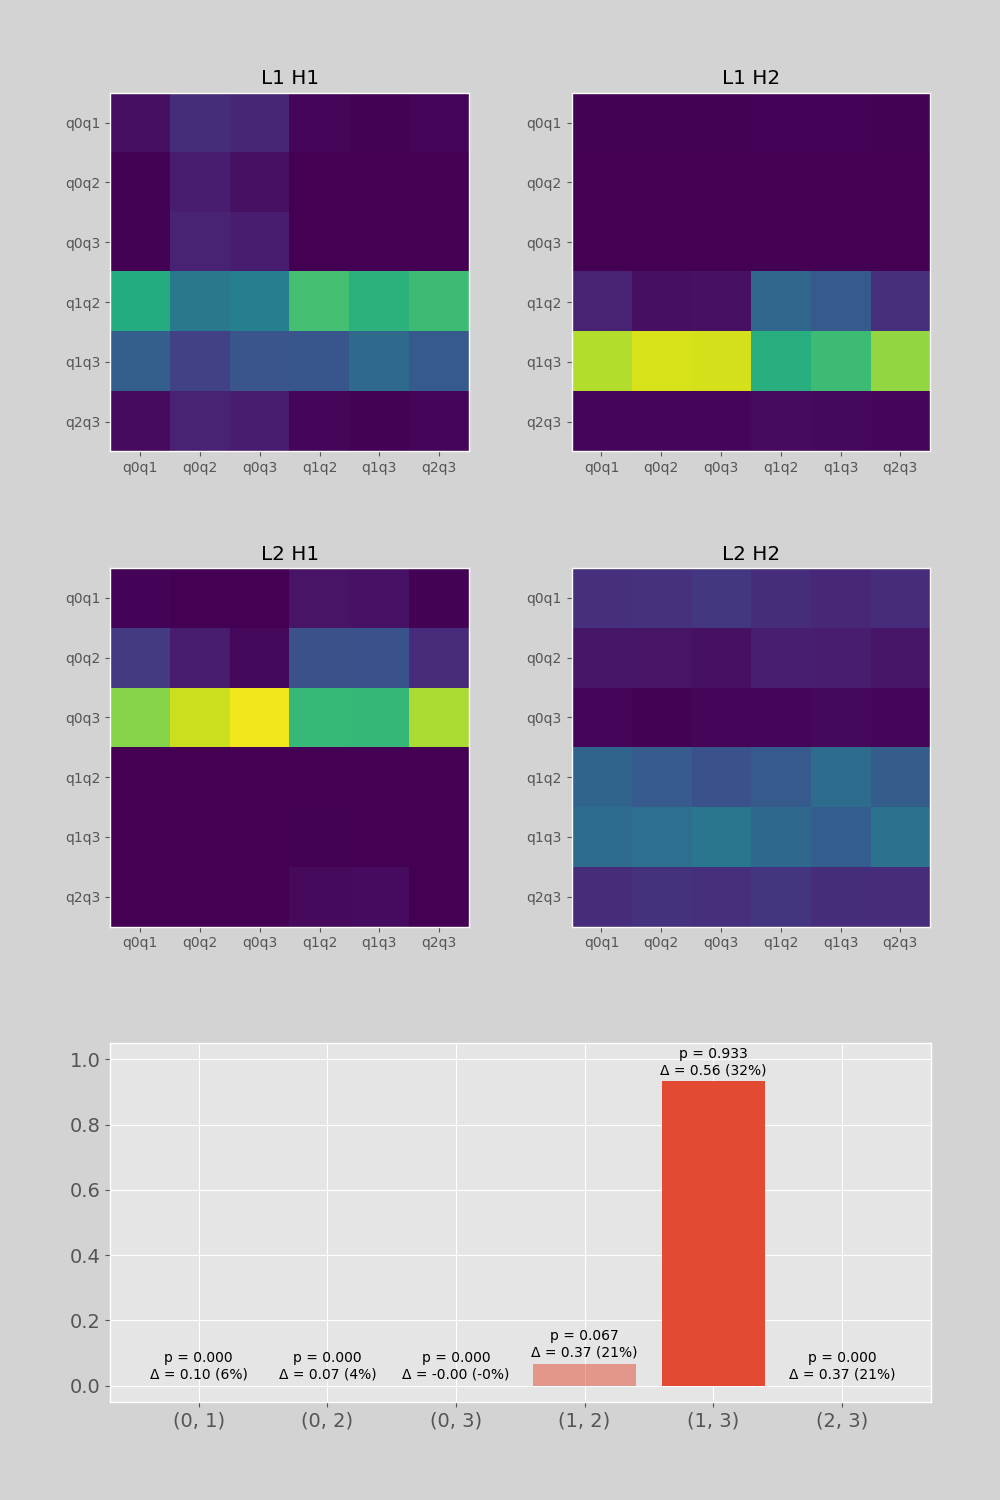 L1 H1
L1 H2
q0q1
q0q2
q0q3
q1q2
q1q3
q2q3
q0q1 q0q2 q0q3 q1q2 q1q3 q2q3
q0q1
q0q2
q0q3
q1q2
q1q3
q2q3
q0q1 q0q2 q0q3 q1q2 q1q3 q2q3
L2 H1
L2 H2
q0q1
q0q2
q0q3
q1q2
q1q3
q2q3
q0q1 q0q2 q0q3 q1q2 q1q3 q2q3
q0q1
q0q2
q0q3
q1q2
q1q3
q2q3
q0q1 q0q2 q0q3 q1q2 q1q3 q2q3
1.0
0.8
0.6
0.4
0.2
0.0
p = 0.000
Δ = 0.10 (6%)
p = 0.000
Δ = 0.07 (4%)
p = 0.000
Δ = -0.00 (-0%)
p = 0.067
Δ = 0.37 (21%)
p = 0.933
Δ = 0.56 (32%)
p = 0.000
Δ = 0.37 (21%)
(0, 1) (0, 2) (0, 3) (1, 2) (1, 3) (2, 3)